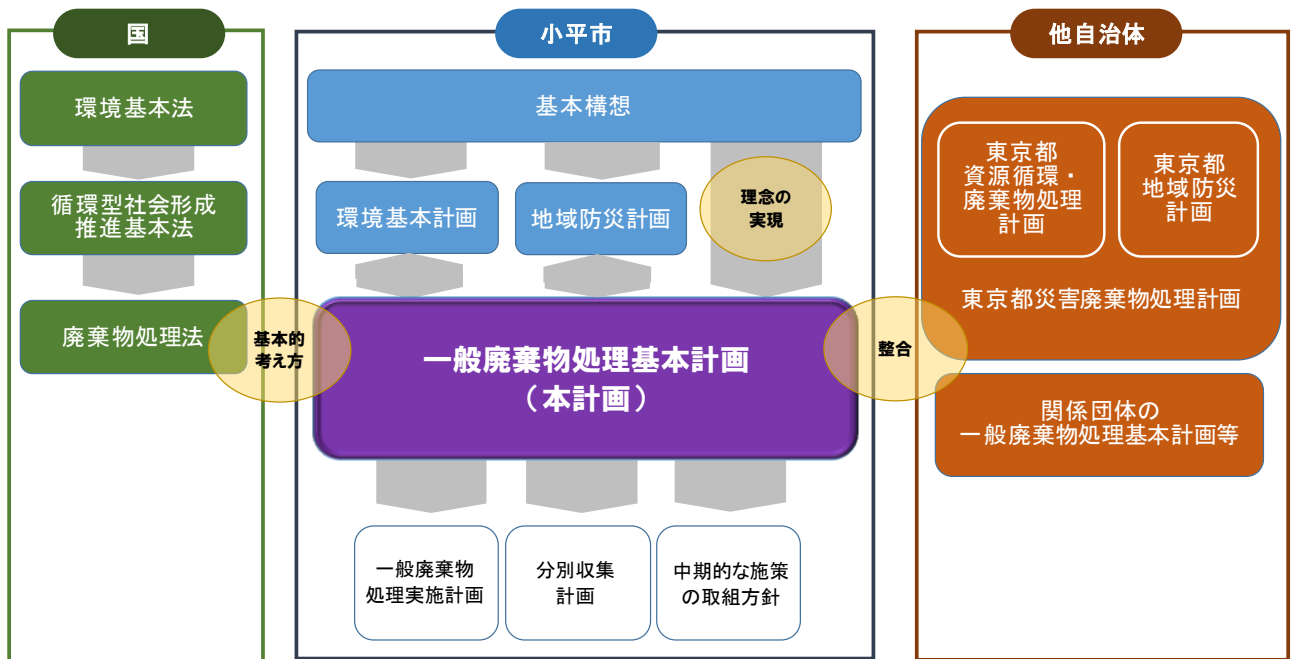 国
環境基本法
循環型社会形成
推進基本法
廃棄物処理法
基本的
考え方
小平市
基本構想
環境基本計画
地域防災計画
理念の
実現
一般廃棄物処理基本計画
（本計画）
一般廃棄物
処理実施計画
分別収集
計画
中期的な施策
の取組方針
整合
他自治体
東京都
資源循環・
廃棄物処理
計画
東京都
地域防災
計画
東京都災害廃棄物処理計画
関係団体の
一般廃棄物処理基本計画等